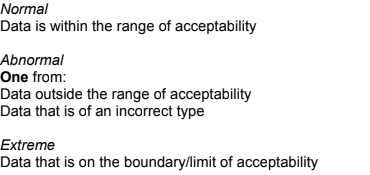 Normal
Data is within the range of acceptability
Abnormal
One from:
Data outside the range of acceptability
Data that is of an incorrect type
Extreme
Data that is on the boundary/limit of acceptability